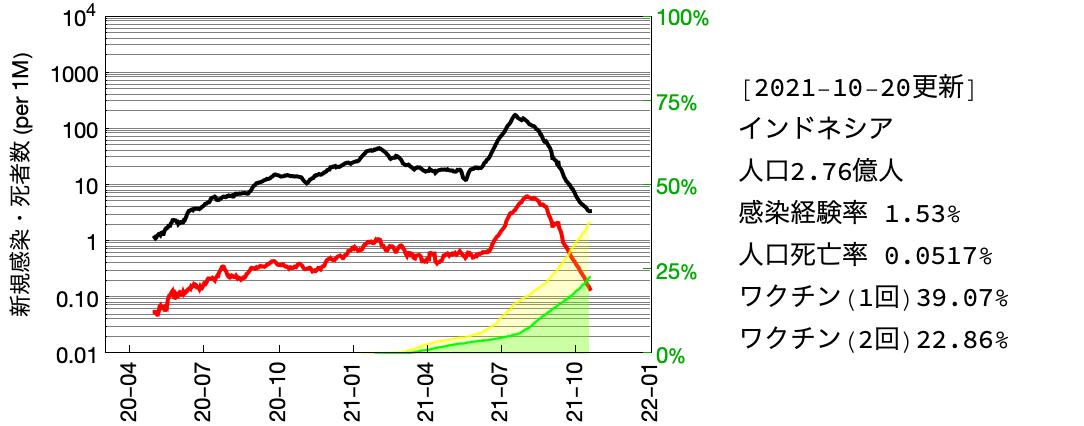 新規感染・死者数 (per 1M)
10^4
1000
100
10
1
0.10
0.01
100%
75%
50%
25%
0%
20-04
20-07
20-10
21-01
21-04
21-07
21-10
22-01
[2021-10-20更新]
インドネシア
人口2.76億人
感染経験率 1.53%
人口死亡率 0.0517%
ワクチン(1回)39.07%
ワクチン(2回)22.86%